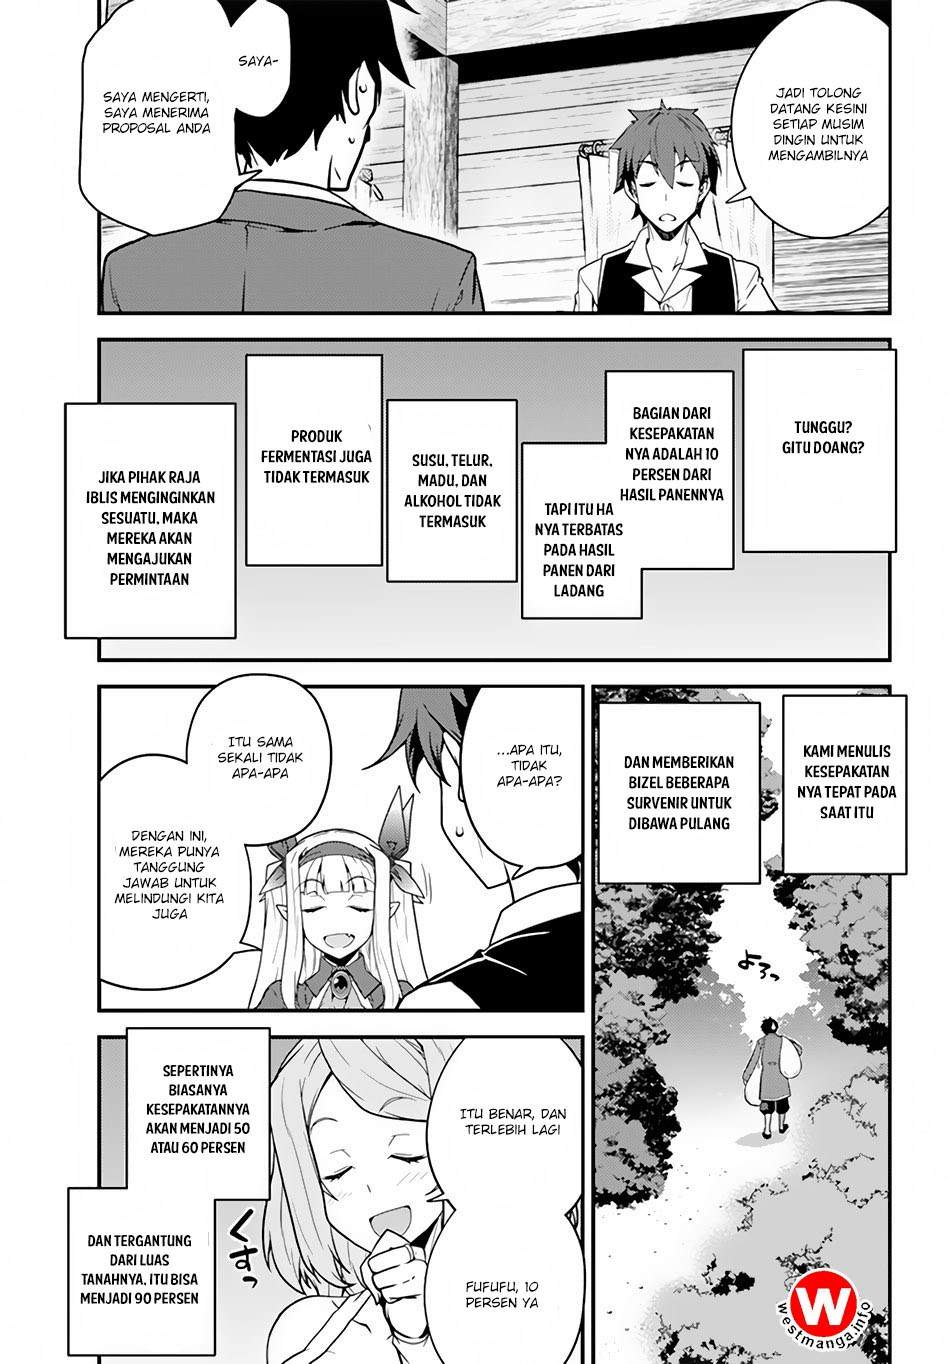 JADI TOLONG
DATANG KESINI
SETIAP MUSIM
DINGIN UNTUK
MENGAMBILNYA
SAYA-
SAYA MENGERTI,
SAYA MENERIMA
PROPOSAL ANDA
TUNGGU?
GITU DOANG?
BAGIAN DARI
KESEPAKATAN
NYA ADALAH 10
PERSEN DARI
HASIL PANENNYA
TAPI ITU HA
NYA TERBATAS
PADA HASIL
PANEN DARI
LADANG
SUSU, TELUR,
MADU, DAN
ALKOHOL TIDAK
TERMASUK
PRODUK
FERMENTASI JUGA
TIDAK TERMASUK
JIKA PIHAK RAJA
IBLIS MENGINGINKAN
SESUATU, MAKA
MEREKA AKAN
MENGAJUKAN
PERMINTAAN
KAMI MENULIS
KESEPAKATAN
NYA TEPAT PADA
SAAT ITU
DAN MEMBERIKAN
BIZEL BEBERAPA
SURVENIR UNTUK
DIBAWA PULANG
よろっ
...APA ITU,
TIDAK
APA-APA?
ITU SAMA
SEKALI TIDAK
APA-APA
DENGAN INI,
MEREKA PUNYA
TANGGUNG
JAWAB UNTUK
MELINDUNGI KITA
JUGA
ITU BENAR, DAN
TERLEBIH LAGI
FUFUFU, 10
PERSEN YA
くすっ
SEPERTINYA
BIASANYA
KESEPAKATANNYA
AKAN MENJADI 50
ATAU 60 PERSEN
DAN TERGANTUNG
DARI LUAS
TANAHNYA. ITU BISA
MENJADI 90 PERSEN
W
westmanga.info